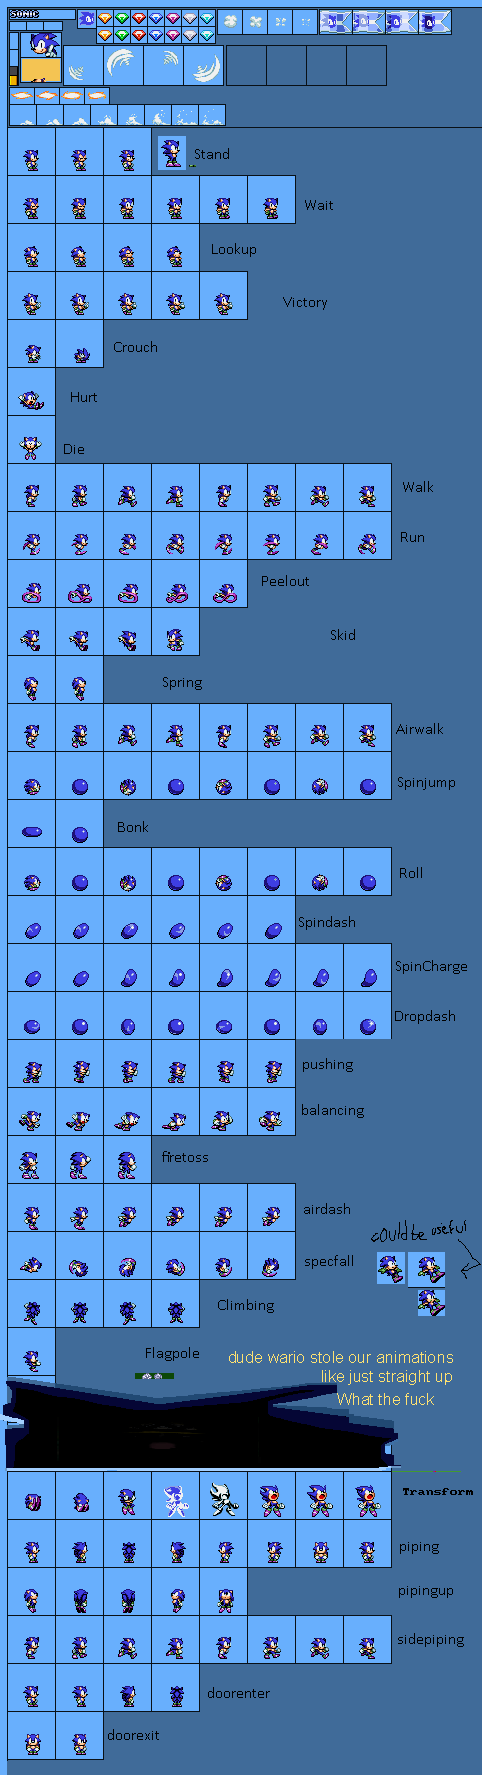 SONIC
Stand
Wait
Lookup
Victory
Crouch
Hurt
Die
Walk
Run
Peelout
Skid
Spring
Airwalk
Spinjump
Bonk
Roll
Spindash
SpinCharge
Dropdash
pushing
balancing
firetoss
airdash
could be useful
specfall
Climbing
Flagpole
dude wario stole our animations
like just straight up
What the fuck
Transform
piping
pipingup
sidepiping
doorenter
doorexit